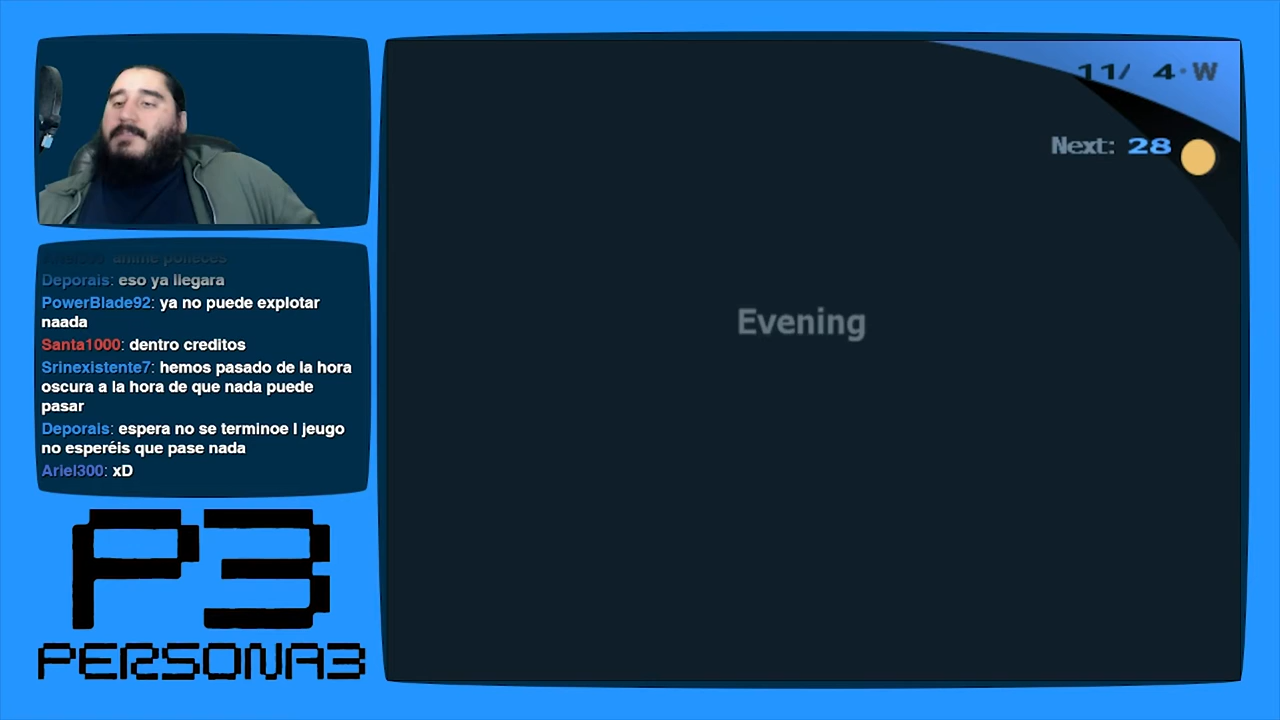 Deporais: eso ya llegara
PowerBlade92: ya no puede explotar
naada
Santa1000: dentro creditos
Srinexistente7: hemos pasado de la hora
oscura a la hora de que nada puede
pasar
Deporais: espera no se terminoe l jeugo
no esperéis que pase nada
Ariel300: xD
P3
PERSONA3
11/ 4·W
Next: 28
Evening